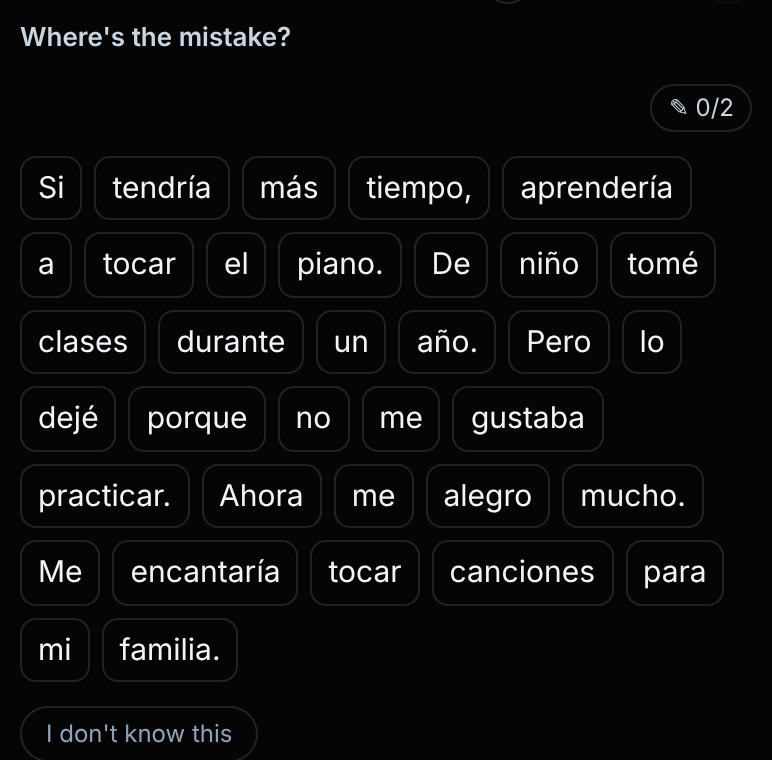 Where's the mistake?
✎ 0/2
Si tendría más tiempo, aprendería
a tocar el piano. De niño tomé
clases durante un año. Pero lo
dejé porque no me gustaba
practicar. Ahora me alegro mucho.
Me encantaría tocar canciones para
mi familia.
I don't know this